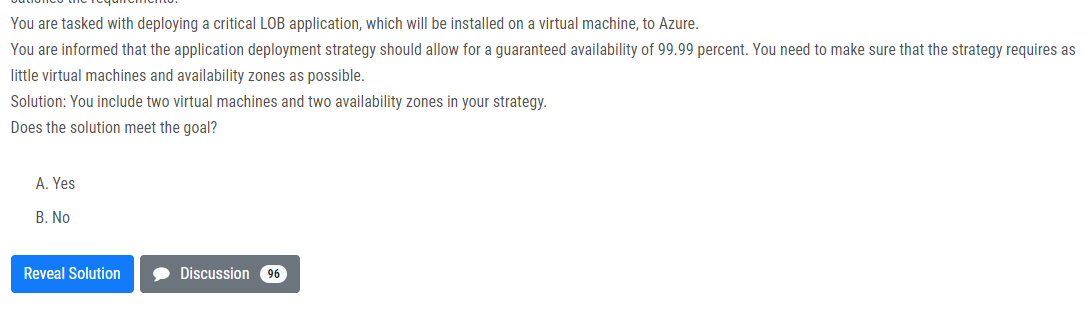 satisfies the requirements.
You are tasked with deploying a critical LOB application, which will be installed on a virtual machine, to Azure.
You are informed that the application deployment strategy should allow for a guaranteed availability of 99.99 percent. You need to make sure that the strategy requires as
little virtual machines and availability zones as possible.
Solution: You include two virtual machines and two availability zones in your strategy.
Does the solution meet the goal?
A. Yes
B. No
Reveal Solution
Discussion 96